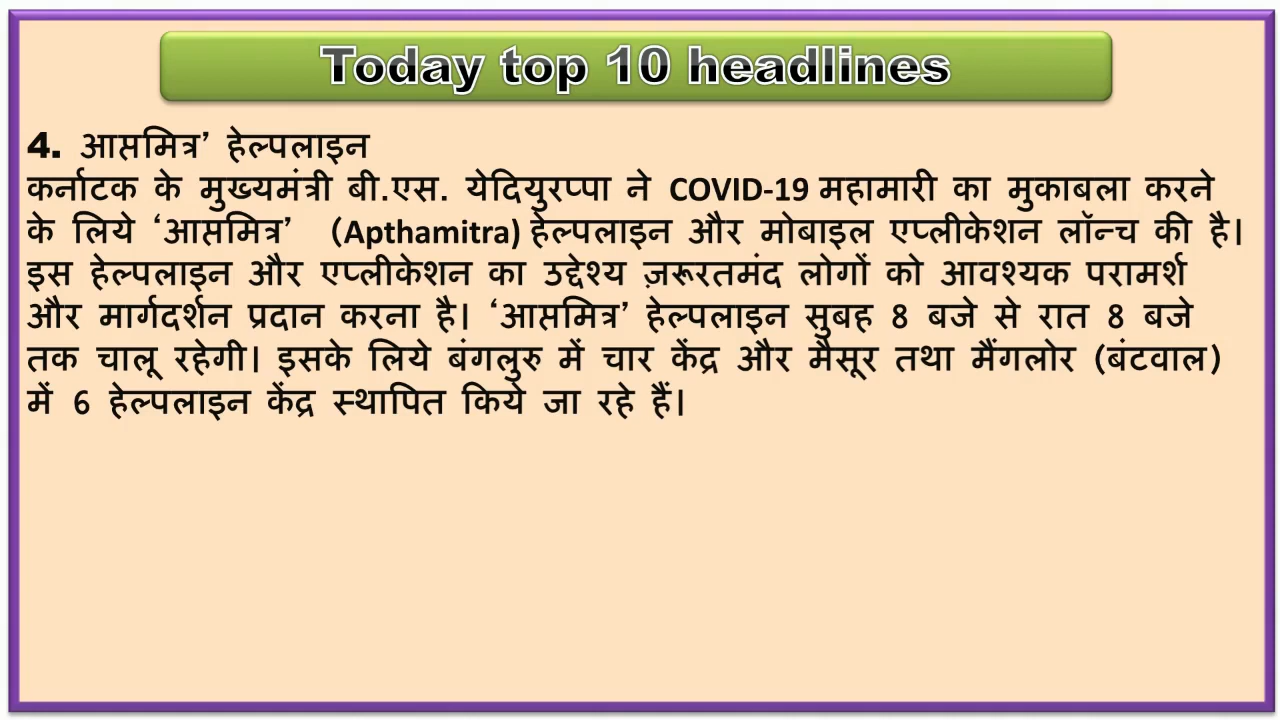 Today top 10 headlines
4. आप्तमित्र’ हेल्पलाइन
कर्नाटक के मुख्यमंत्री बी.एस. येदियुरप्पा ने COVID-19 महामारी का मुकाबला करने
के लिये ‘आप्तमित्र’ (Apthamitra) हेल्पलाइन और मोबाइल एप्लीकेशन लॉन्च की है।
इस हेल्पलाइन और एप्लीकेशन का उद्देश्य ज़रूरतमंद लोगों को आवश्यक परामर्श
और मार्गदर्शन प्रदान करना है। ‘आप्तमित्र’ हेल्पलाइन सुबह 8 बजे से रात 8 बजे
तक चालू रहेगी। इसके लिये बंगलुरु में चार केंद्र और मैसूर तथा मैंगलोर (बंटवाल)
में 6 हेल्पलाइन केंद्र स्थापित किये जा रहे हैं।